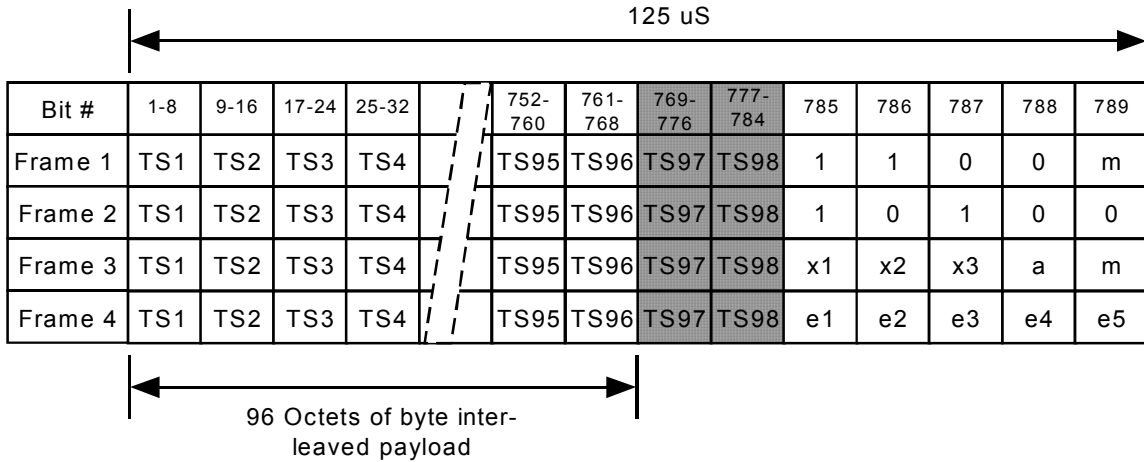 125 uS
Bit # 1-8 9-16 17-24 25-32 752-760 761-768 769-776 777-784 785 786 787 788 789
Frame 1 TS1 TS2 TS3 TS4 TS95 TS96 TS97 TS98 1 1 0 0 m
Frame 2 TS1 TS2 TS3 TS4 TS95 TS96 TS97 TS98 1 0 1 0 0
Frame 3 TS1 TS2 TS3 TS4 TS95 TS96 TS97 TS98 x1 x2 x3 a m
Frame 4 TS1 TS2 TS3 TS4 TS95 TS96 TS97 TS98 e1 e2 e3 e4 e5
96 Octets of byte inter-
leaved payload